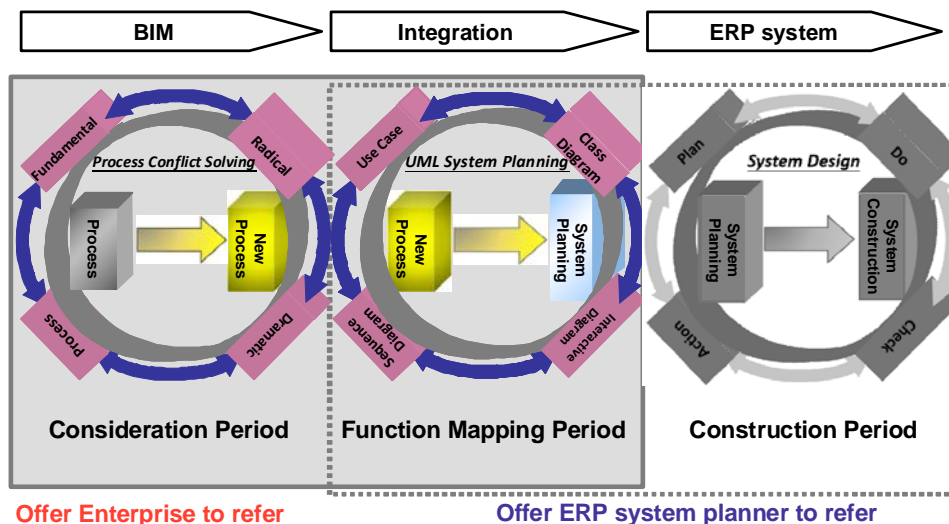 BIM
Integration
ERP system
Fundamental
Radical
Process Conflict Solving
Process
New Process
Process
Dramatic
Consideration Period
Use Case
Class
Diagram
UML System Planning
New Process
System
Planning
Sequence
Diagram
Interactive
Diagram
Function Mapping Period
Plan
Do
System Design
System
Planning
System
Construction
Action
Check
Construction Period
Offer Enterprise to refer
Offer ERP system planner to refer